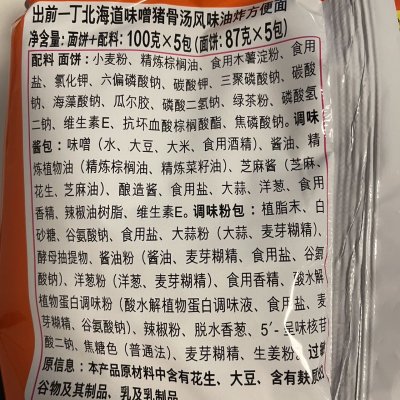 出前一丁北海道味噌猪骨汤风味油炸方便面
净含量:面饼+配料:100克×5包(面饼:87克×5包)
配料 面饼:小麦粉、精炼棕榈油、食用木薯淀粉、食用
盐、氯化钾、六偏磷酸钠、碳酸钾、三聚磷酸钠、碳酸
钠、海藻酸钠、瓜尔胶、磷酸二氢钠、绿茶粉、磷酸氢
二钠、维生素E、抗坏血酸棕榈酸酯、焦磷酸钠。调味
酱包:味噌(水、大豆、大米、食用酒精)、酱油、精
炼植物油(精炼棕榈油、精炼菜籽油)、芝麻酱(芝麻、
花生、芝麻油)、酿造酱、食用盐、大蒜、洋葱、食用
香精、辣椒油树脂、维生素E。调味粉包:植脂末、白
砂糖、谷氨酸钠、食用盐、大蒜粉(大蒜、麦芽糊精)、
酵母抽提物、酱油粉(酱油、麦芽糊精、食用盐、谷氨
酸钠)、洋葱粉(洋葱、麦芽糊精)、食用香精、酸水解
植物蛋白调味粉(酸水解植物蛋白调味液、食用盐、麦
芽糊精、谷氨酸钠)、辣椒粉、脱水香葱、5′-呈味核苷
酸二钠、焦糖色(普通法)、麦芽糊精、生姜粉。过敏
原信息:本产品原材料中含有花生、大豆、含有麸质的
谷物及其制品、乳及乳制品